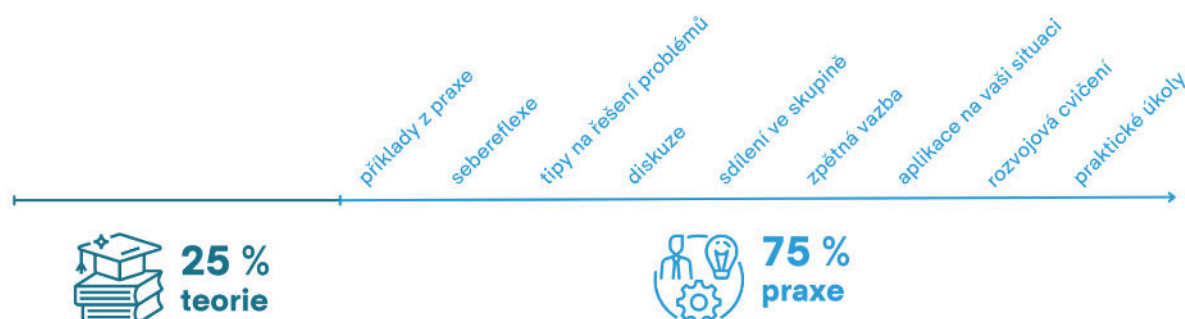 příklady z praxe
sebereflexe
tipy na řešení problémů
diskuze
sdílení ve skupině
zpětná vazba
aplikace na vaši situaci
rozvojová cvičení
praktické úkoly
25 %
teorie
75 %
praxe